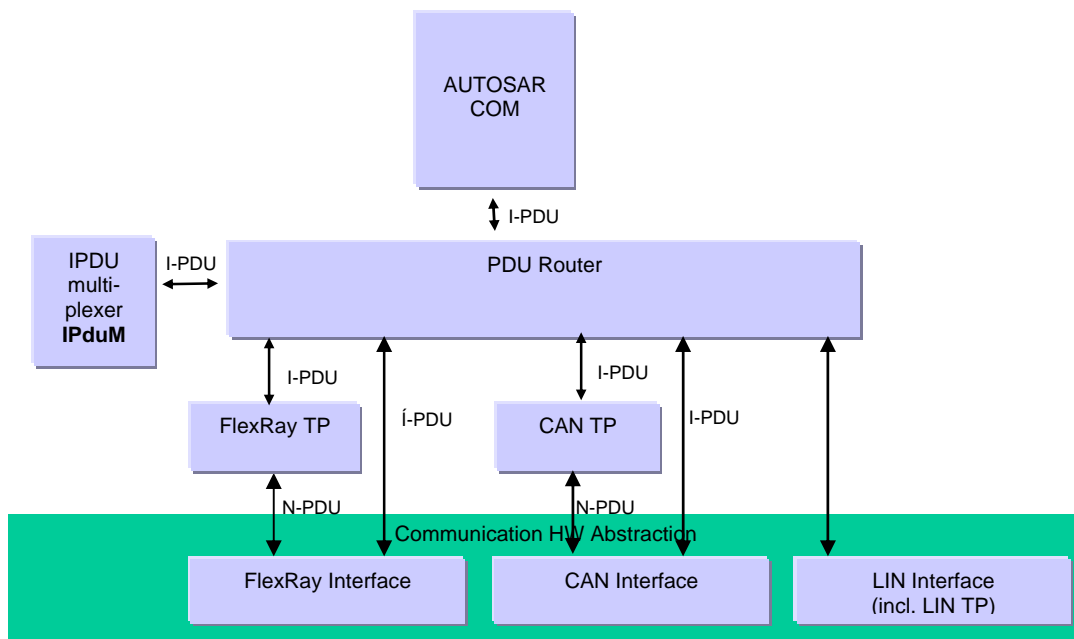 AUTOSAR
COM
I-PDU
IPDU
multi-
plexer
IPduM
I-PDU
PDU Router
I-PDU
Í-PDU
I-PDU
I-PDU
FlexRay TP
CAN TP
N-PDU
N-PDU
Communication HW Abstraction
FlexRay Interface
CAN Interface
LIN Interface
(incl. LIN TP)